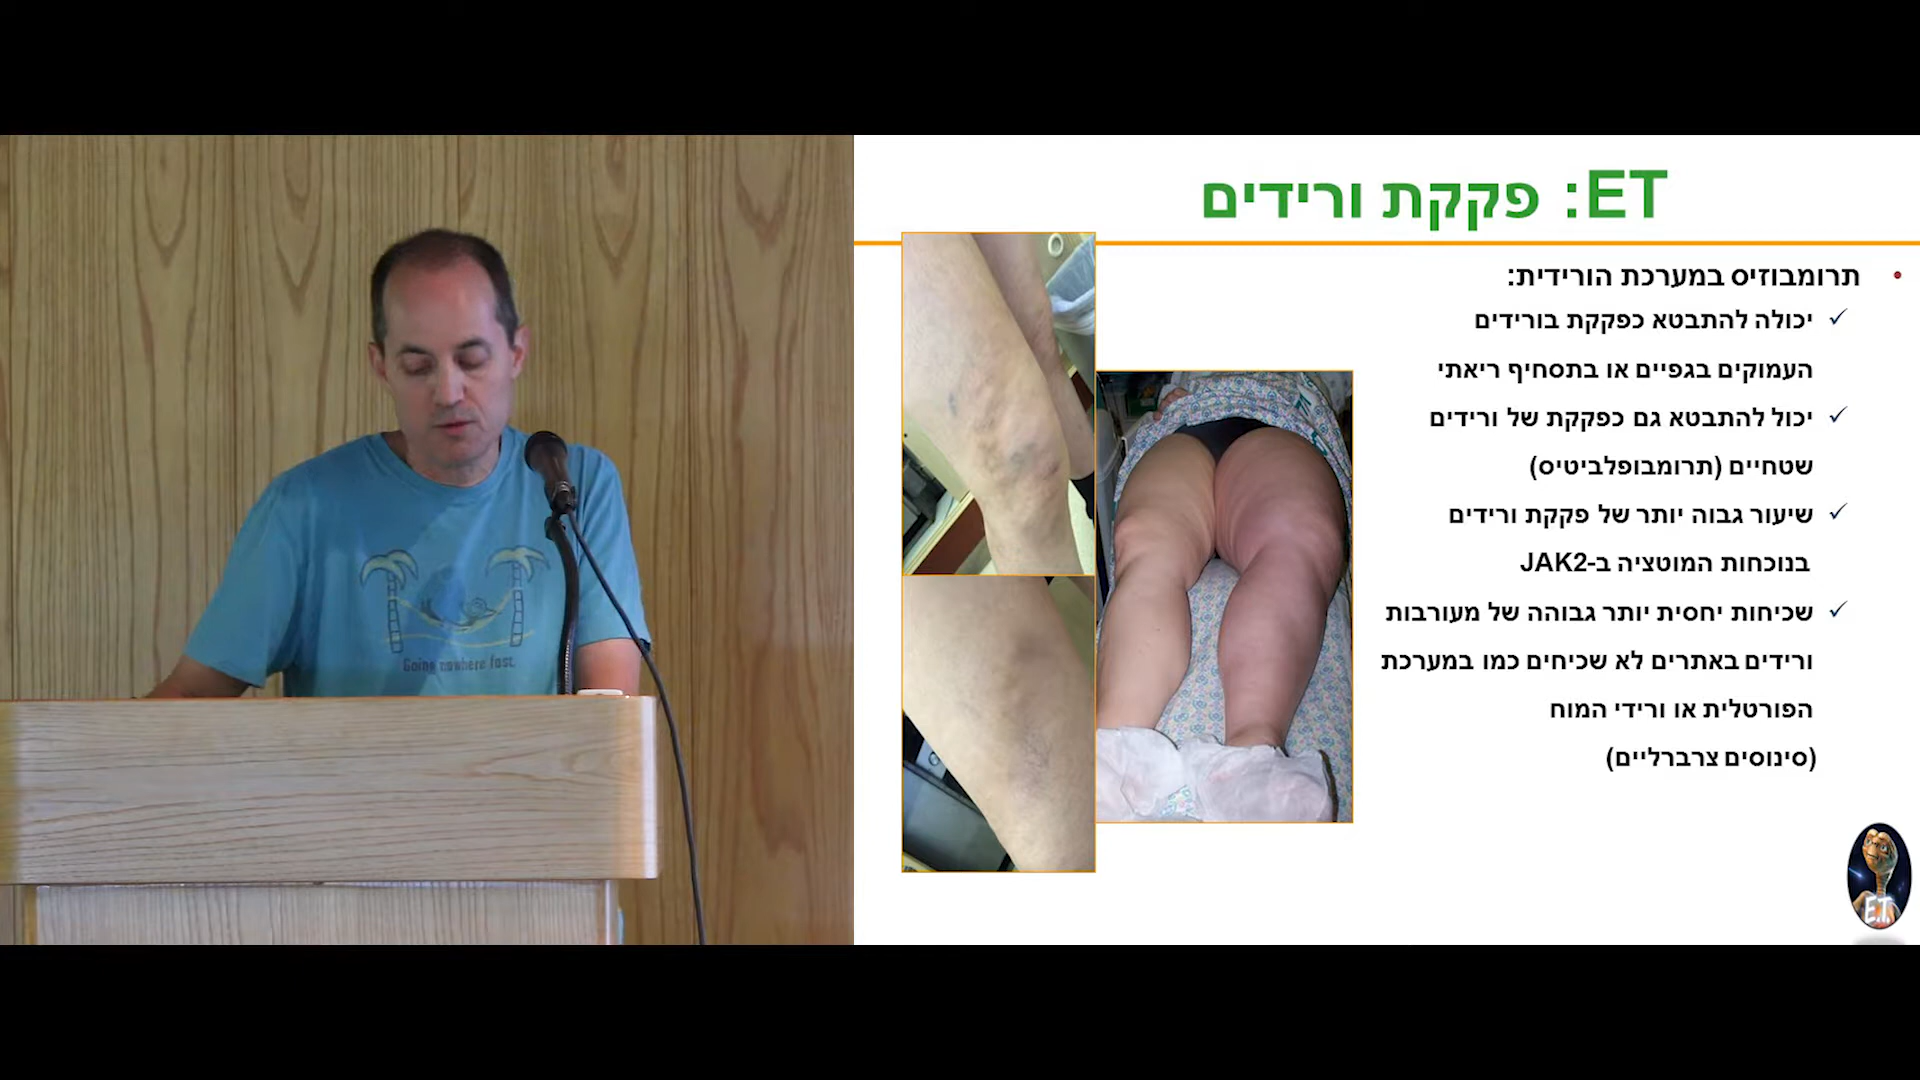 ET: פקקת ורידים
תרומבוזיס במערכת הורידית:
יכולה להתבטא כפקקת בורידים
העמוקים בגפיים או בתסחיף ריאתי
יכול להתבטא גם כפקקת של ורידים
שטחיים (תרומבופלביטיס)
שיעור גבוה יותר של פקקת ורידים
בנוכחות המוטציה ב-JAK2
שכיחות יחסית יותר גבוהה של מעורבות
ורידים באתרים לא שכיחים כמו במערכת
הפורטלית או ורידי המוח
(סינוסים צרברליים)
E.T.
Going nowhere fast.